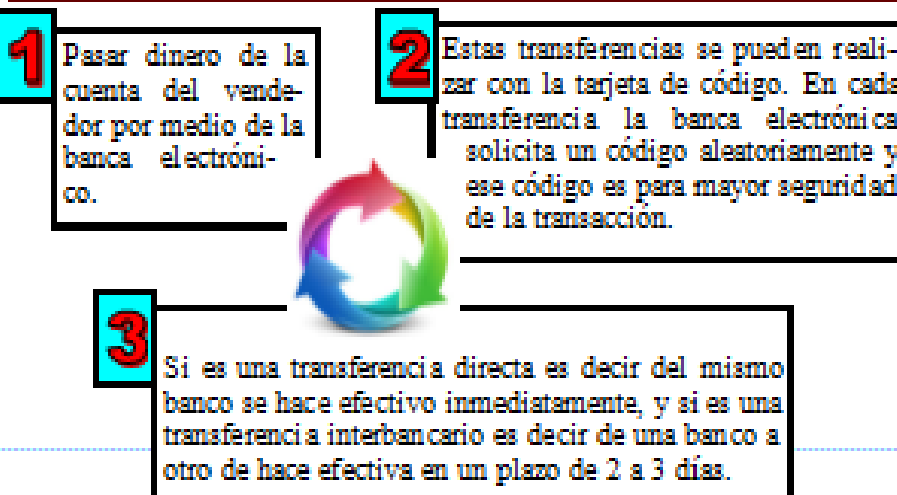 1
Pasar dinero de la
cuenta del vende-
dor por medio de la
banca electróni-
co.
2
Estas transferencias se pueden reali-
zar con la tarjeta de código. En cada
transferencia la banca electrónica
solicita un código aleatoriamente y
ese código es para mayor seguridad
de la transacción.
3
Si es una transferencia directa es decir del mismo
banco se hace efectivo inmediatamente, y si es una
transferencia interbancario es decir de una banco a
otro de hace efectiva en un plazo de 2 a 3 días.